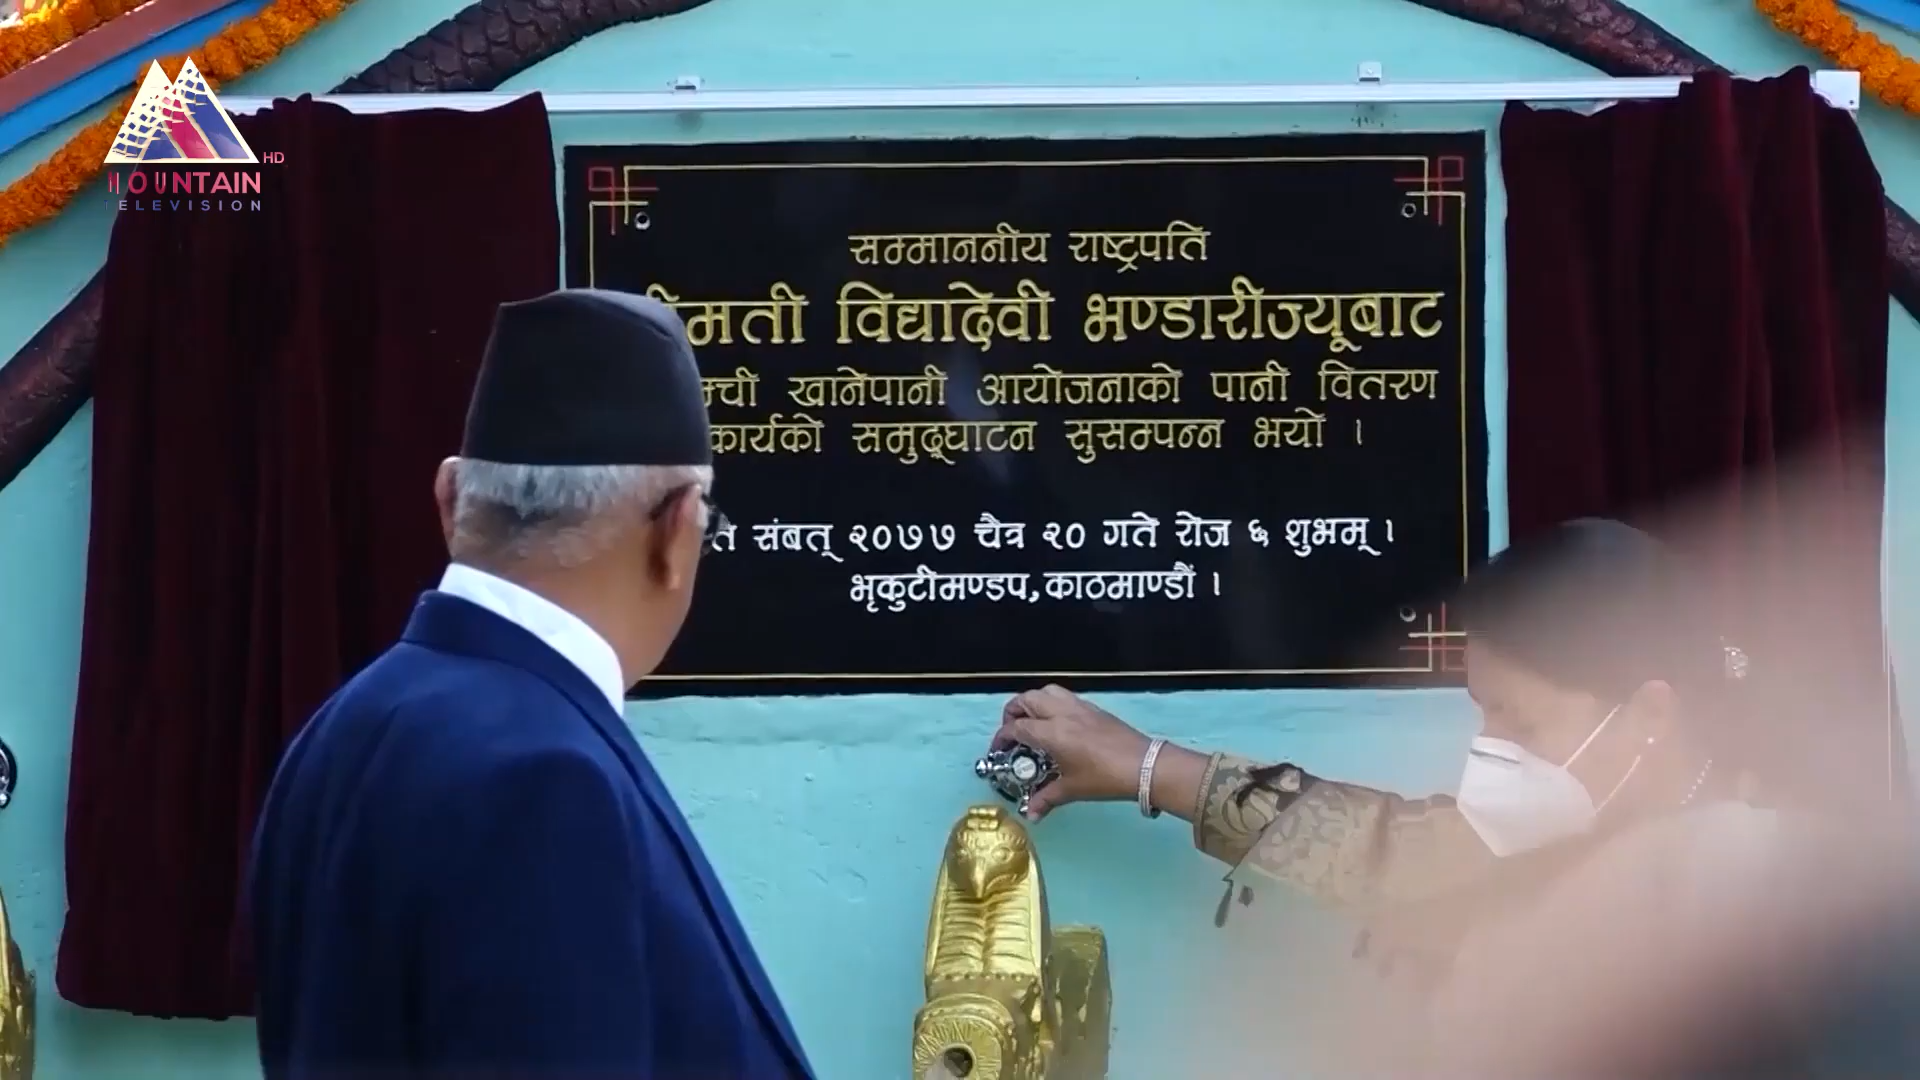 HD
MOUNTAIN
TELEVISION
सम्माननीय राष्ट्रपति
विद्यादेवी भण्डारीज्यूबाट
खानेपानी आयोजनाको पानी वितरण
कार्यको समुद्घाटन सुसम्पन्न भयो ।
संबत् २०७७ चैत्र २० गते रोज ६ शुभम् ।
भृकुटीमण्डप, काठमाण्डौं ।